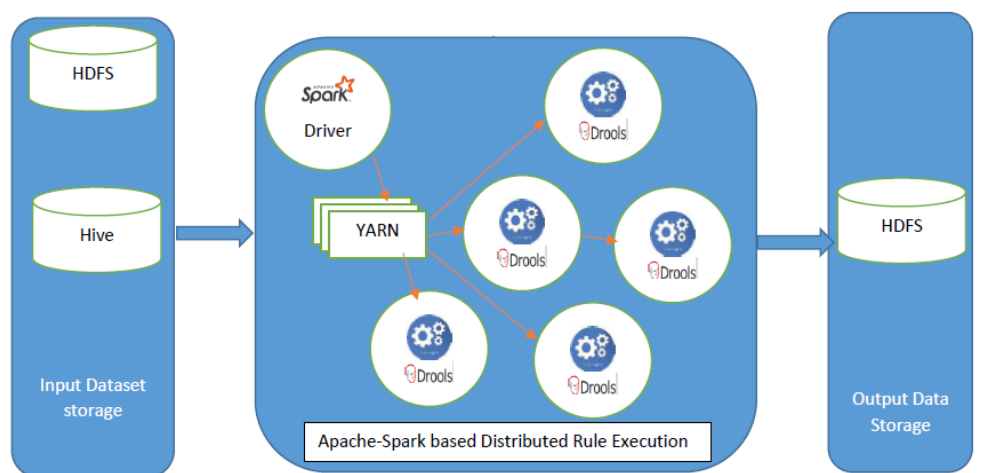 HDFS
Hive
Input Dataset
storage
APACHE
Spark
Driver
YARN
Drools
Drools
Drools
Drools
Drools
Apache-Spark based Distributed Rule Execution
HDFS
Output Data
Storage